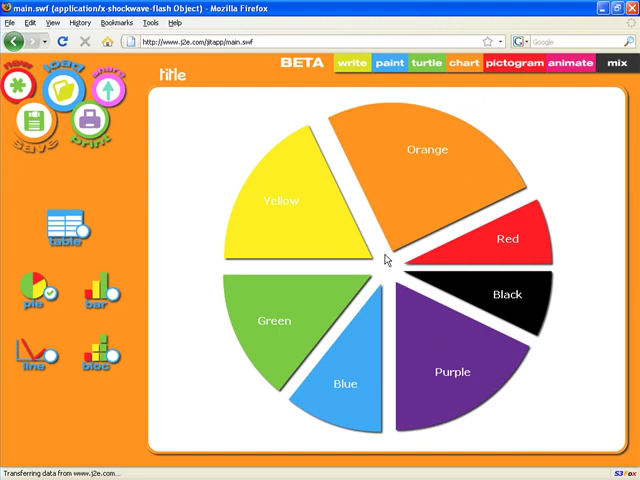 main.swf (application/x-shockwave-flash Object) - Mozilla Firefox
File Edit View History Bookmarks Tools Help
http://www.j2e.com/jitapp/main.swf
Google
new load share
save print
title
BETA write paint turtle chart pictogram animate mix
table
pie bar
line bloc
Orange
Yellow
Red
Black
Green
Blue
Purple
Transferring data from www.j2e.com...
S3Fox